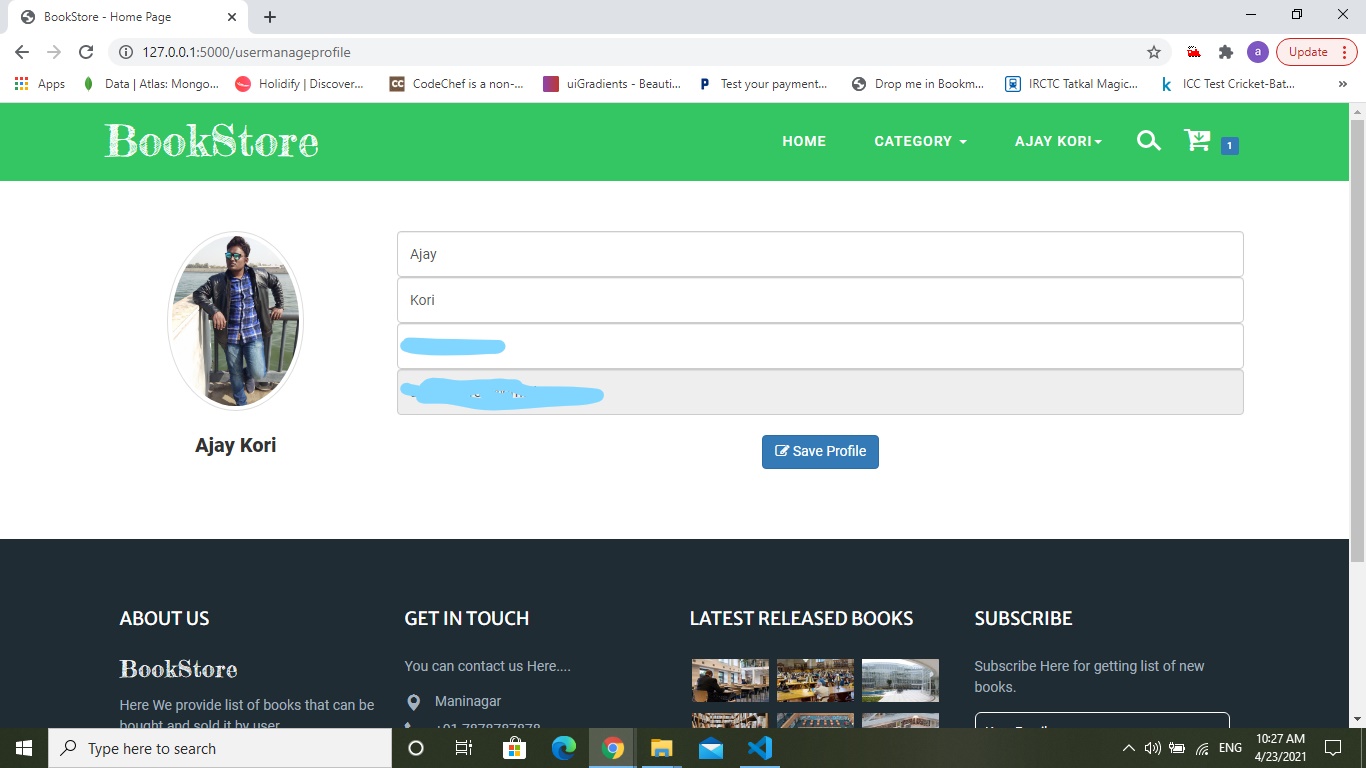 BookStore - Home Page
127.0.0.1:5000/usermanageprofile
a
Update
Apps
Data | Atlas: Mongo...
Holidify | Discover...
CC
CodeChef is a non-...
uiGradients - Beauti...
P
Test your payment...
Drop me in Bookm...
IRCTC Tatkal Magic...
k
ICC Test Cricket-Bat...
»
BookStore
HOME
CATEGORY
AJAY KORI
1
Ajay
Kori
Ajay Kori
Save Profile
ABOUT US
BookStore
Here We provide list of books that can be
bought and sold it by user
GET IN TOUCH
You can contact us Here....
Maninagar
+91 7878787878
LATEST RELEASED BOOKS
SUBSCRIBE
Subscribe Here for getting list of new
books.
Type here to search
ENG
10:27 AM
4/23/2021